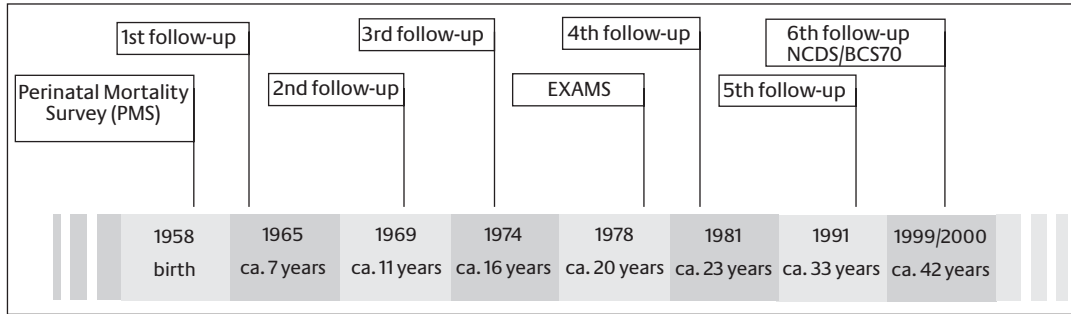 1st follow-up
3rd follow-up
4th follow-up
6th follow-up
NCDS/BCS70
Perinatal Mortality
Survey (PMS)
2nd follow-up
EXAMS
5th follow-up
1958
birth
1965
ca. 7 years
1969
ca. 11 years
1974
ca. 16 years
1978
ca. 20 years
1981
ca. 23 years
1991
ca. 33 years
1999/2000
ca. 42 years